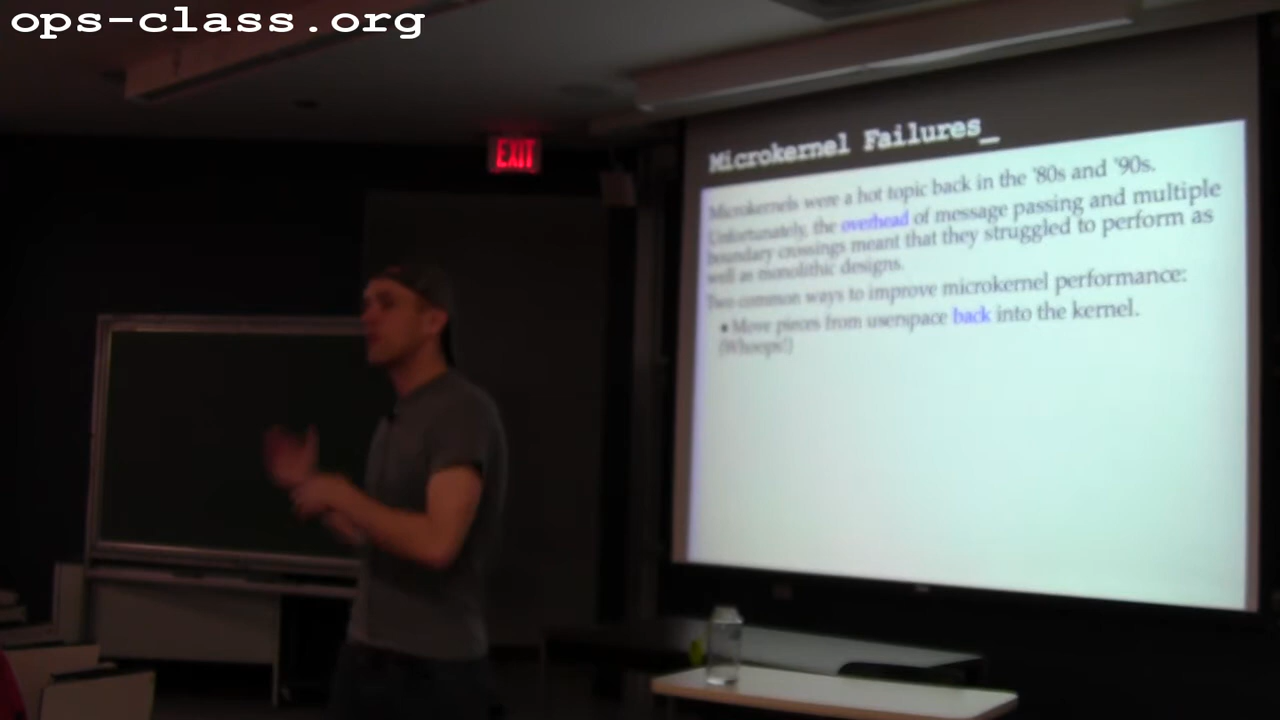 ops-class.org
EXIT
Microkernel Failures_
Microkernels were a hot topic back in the '80s and '90s.
Unfortunately, the overhead of message passing and multiple
boundary crossings meant that they struggled to perform as
well as monolithic designs.
Two common ways to improve microkernel performance:
• Move pieces from userspace back into the kernel.
(Whoops!)